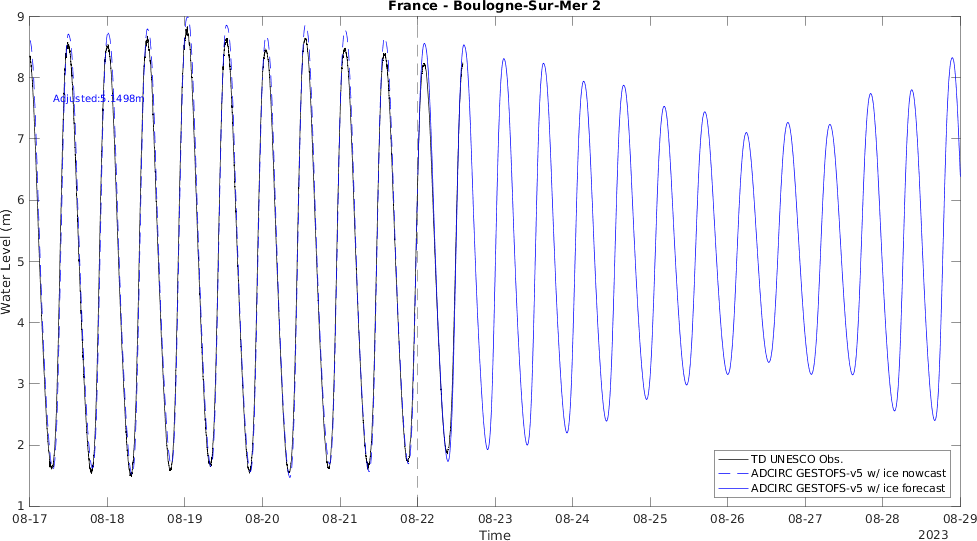 France - Boulogne-Sur-Mer 2
9
8
7
6
5
4
3
2
1
Water Level (m)
Adjusted:5.1498m
TD UNESCO Obs.
ADCIRC GESTOFS-v5 w/ ice nowcast
ADCIRC GESTOFS-v5 w/ ice forecast
08-17 08-18 08-19 08-20 08-21 08-22 08-23 08-24 08-25 08-26 08-27 08-28 08-29
Time
2023